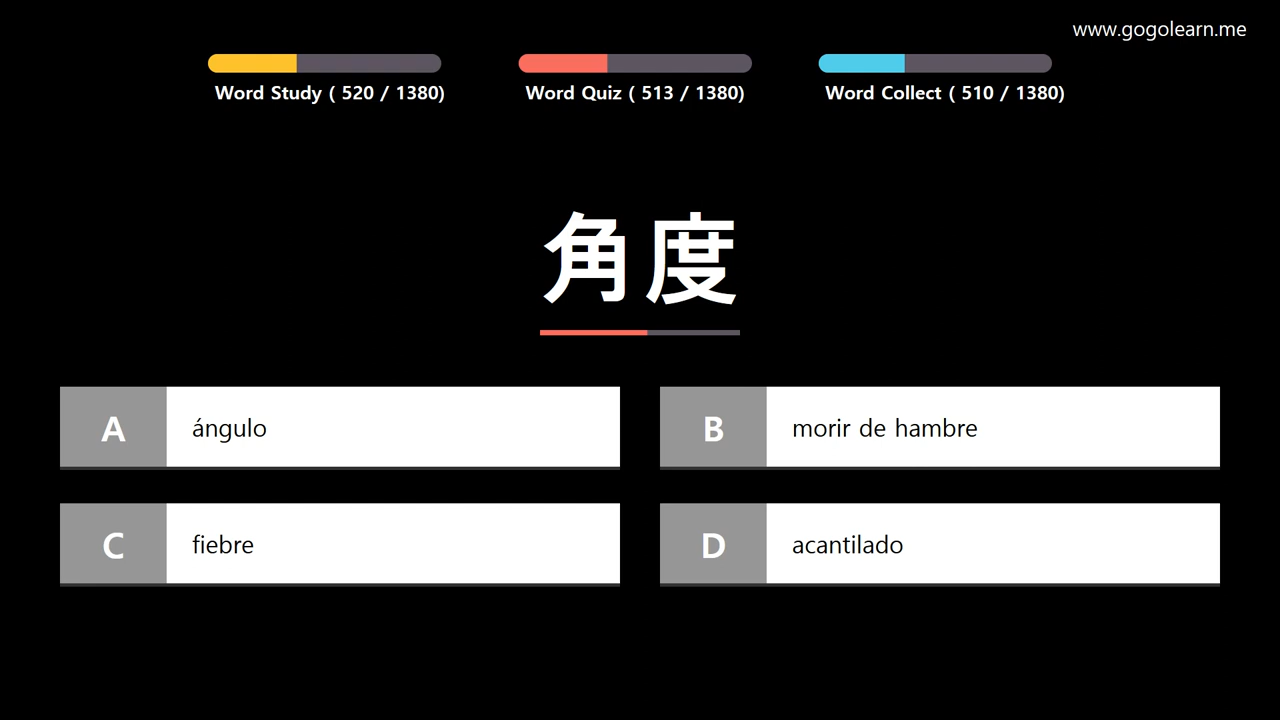 www.gogolearn.me
Word Study ( 520 / 1380)
Word Quiz ( 513 / 1380)
Word Collect ( 510 / 1380)
角度
A ángulo
B morir de hambre
C fiebre
D acantilado